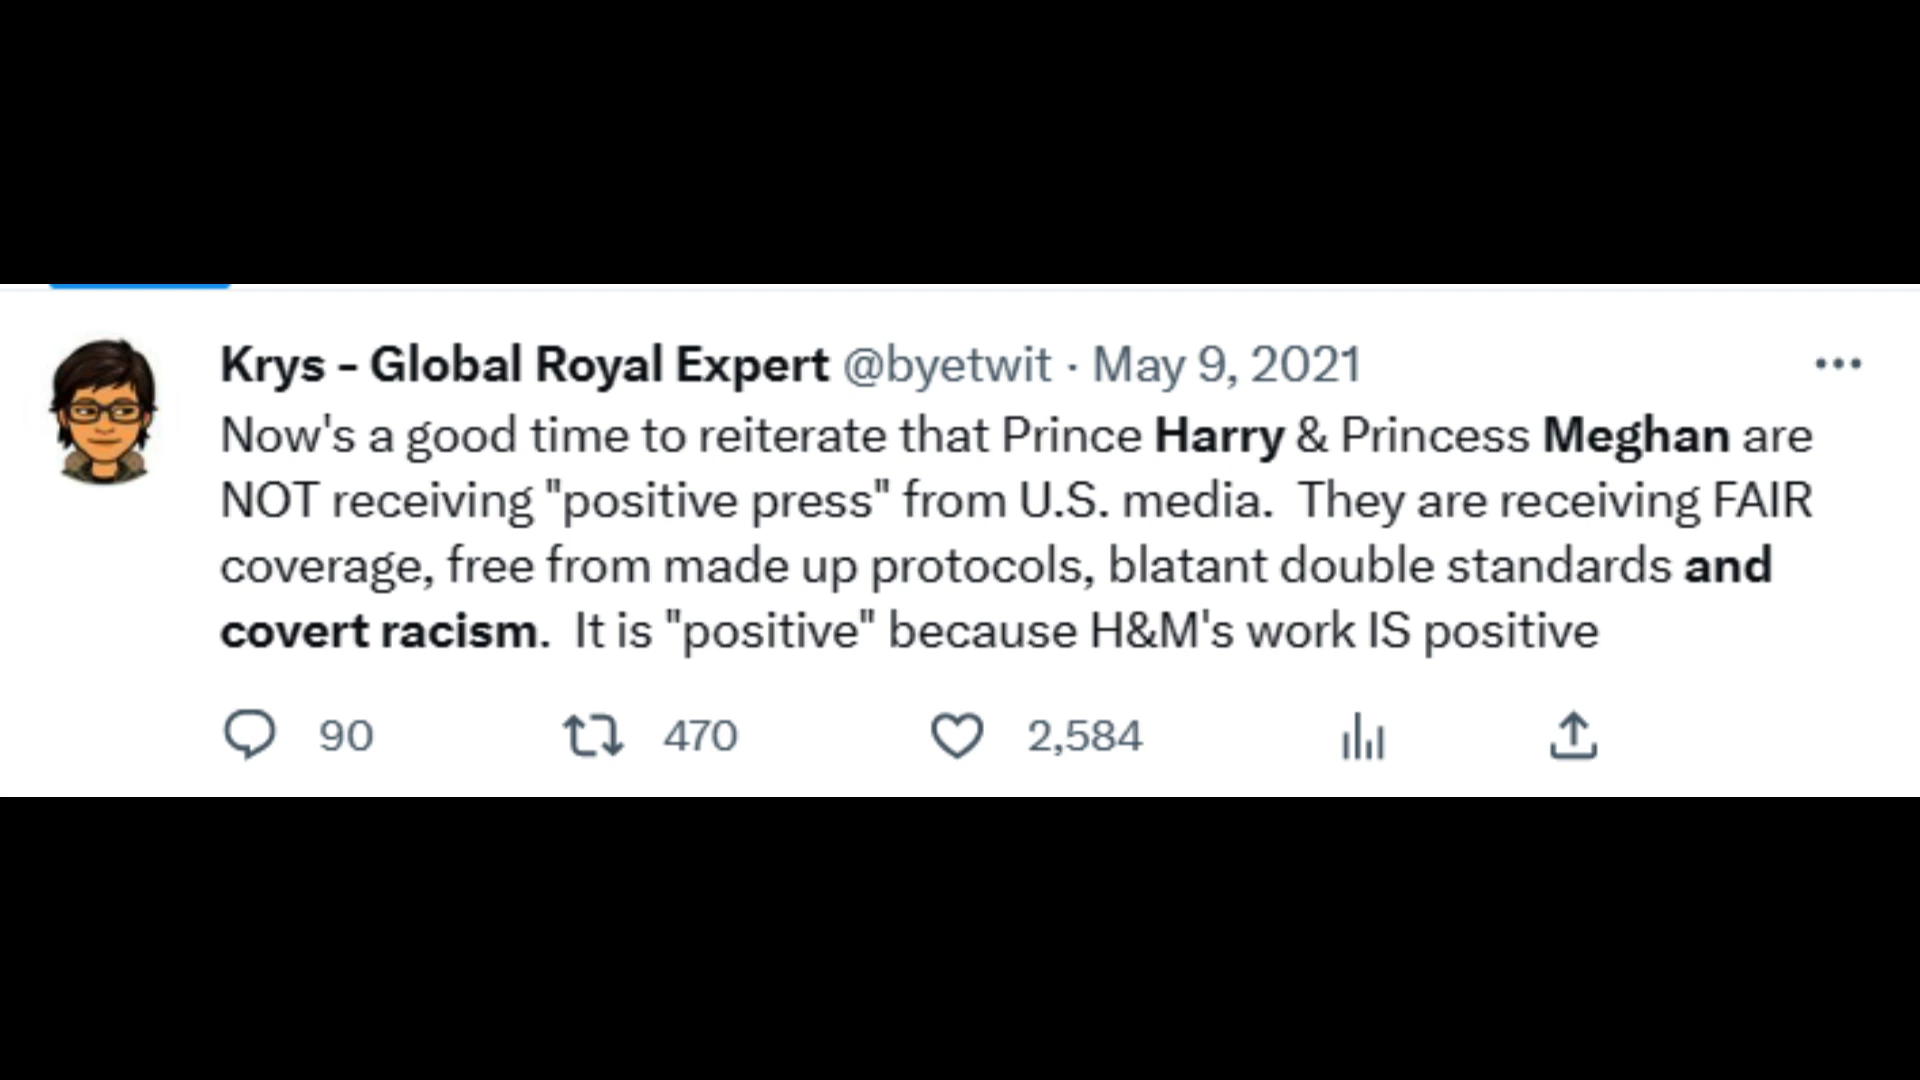 Krys - Global Royal Expert @byetwit · May 9, 2021
Now's a good time to reiterate that Prince Harry & Princess Meghan are
NOT receiving "positive press" from U.S. media.  They are receiving FAIR
coverage, free from made up protocols, blatant double standards and
covert racism.  It is "positive" because H&M's work IS positive
90 470 2,584